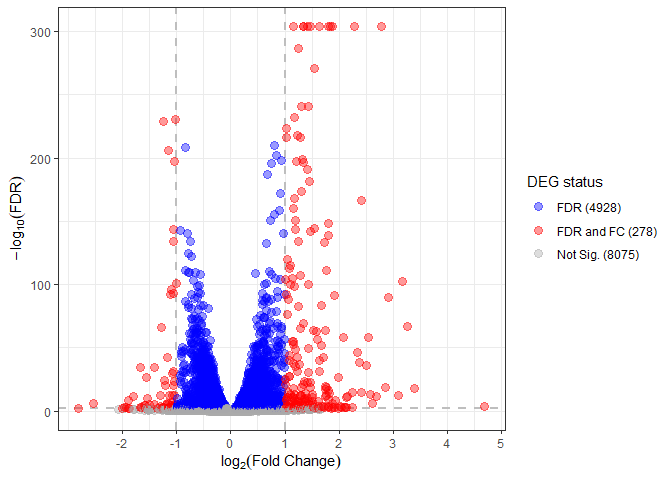 300
200
100
0
−log10(FDR)
-2
-1
0
1
2
3
4
5
log2(Fold Change)
DEG status
FDR (4928)
FDR and FC (278)
Not Sig. (8075)